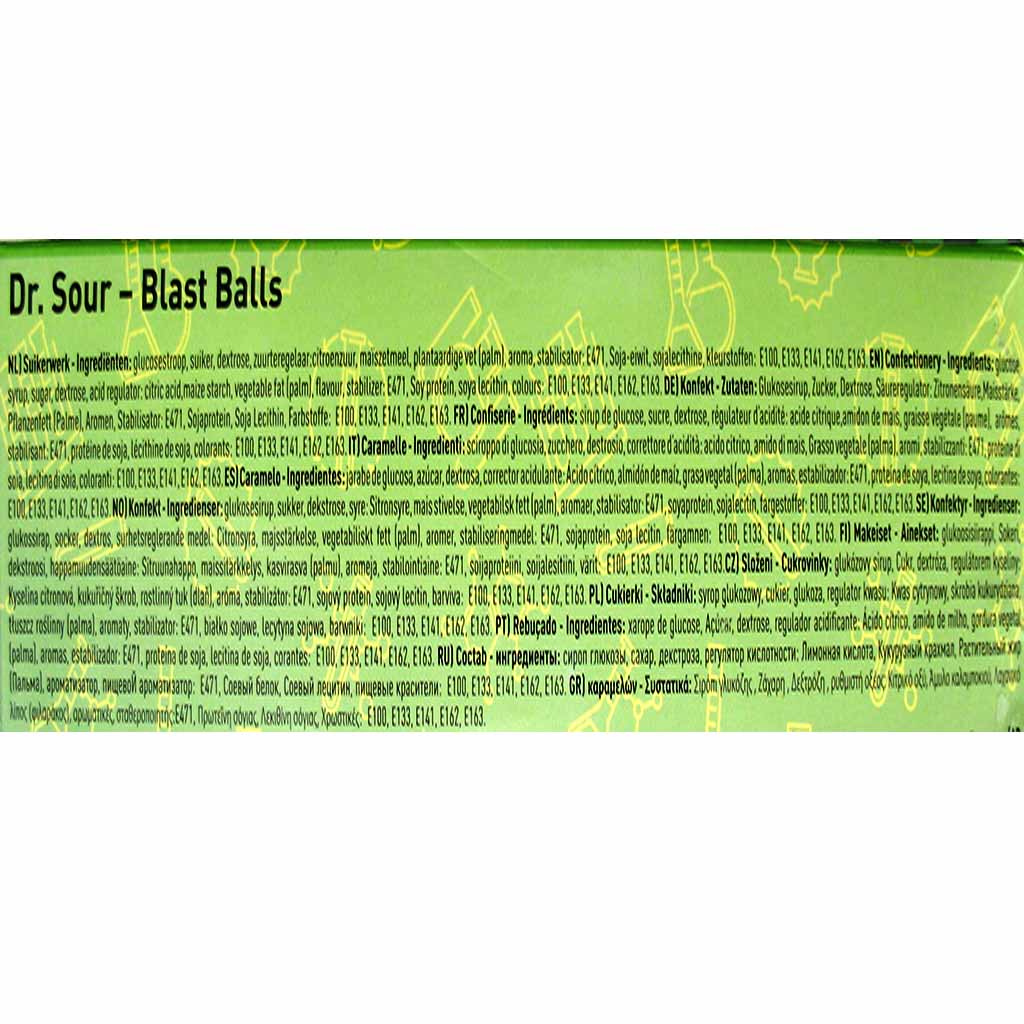 Dr. Sour – Blast Balls
NL) Suikerwerk - Ingrediënten: glucosestroop, suiker, dextrose, zuurteregelaar:citroenzuur, maiszetmeel, plantaardige vet (palm), aroma, stabilisator: E471, Soja-eiwit, sojalecithine, kleurstoffen: E100, E133, E141, E162, E163. EN) Confectionery - Ingredients: glucose
syrup, sugar, dextrose, acid regulator: citric acid, maize starch, vegetable fat (palm), flavour, stabilizer: E471, Soy protein, soya lecithin, colours: E100, E133, E141, E162, E163. DE) Konfekt - Zutaten: Glukosesirup, Zucker, Dextrose, Säureregulator: Zitronensäure, Maisstärke,
Pflanzenfett (Palm), Aromen, Stabilisator: E471, Sojaprotein, Soja Lecithin, Farbstoffe: E100, E133, E141, E162, E163. FR) Confiserie - Ingrédients: sirup de glucose, sucre, dextrose, régulateur d'acidité: acide citrique, amidon de mais, graisse végétale (paume), arômes,
stabilisant: E471, protéine de soja, lécithine de soja, colorants: E100, E133, E141, E162, E163. IT) Caramelle - Ingredienti: sciroppo di glucosia, zucchero, destrosio, correttore d'acidità: acido citrico, amido di mais, Grasso vegetale (palma), aromi, stabilizzanti: E471, proteine di
soia, lecitina di soia, coloranti: E100, E133, E141, E162, E163. ES) Caramelo - Ingredientes: jarabe de glucosa, azúcar, dextrosa, corrector acidulante: Ácido cítrico, almidón de maíz, grasa vegetal (palma), aromas, estabilizador: E471, proteína de soya, lecitina de soya, colorantes:
E100, E133, E141, E162, E163. NO) Konfekt - Ingredienser: glukosesirup, sukker, dekstrose, syre: Sitronsyre, mais stivelse, vegetabilsk fett (palm), aromaer, stabilisator: E471, soyaprotein, sojalecitin, fargestoffer: E100, E133, E141, E162, E163. SE) Konfektyr - Ingredienser:
glukossirap, socker, dextros, surhetsreglerande medel: Citronsyra, majsstärkelse, vegetabiliskt fett (palm), aromer, stabiliseringmedel: E471, sojaprotein, soja lecitin, färgämnen: E100, E133, E141, E162, E163. FI) Makeiset - Ainekset: glukoosisiirappi, Sokeri,
dekstroosi, happamuudensäätöaine: Sitruunahappo, maissitärkkelys, kasvirasva (palmu), aromeja, stabilointiaine: E471, soijaproteiini, soijalesitiini, värit: E100, E133, E141, E162, E163. CZ) Složeni - Cukrovinky: glukózový sirup, Cukr, dextróza, regulátorem kyseliny:
Kyselina citronová, kukuřičný škrob, rostlinný tuk (dlaň), aróma, stabilizátor: E471, sojový protein, sojový lecitin, barviva: E100, E133, E141, E162, E163. PL) Cukierki - Składniki: syrop glukozowy, cukier, glukoza, regulator kwasu: Kwas cytrynowy, skrobia kukurydziana,
tłuszcz roślinny (palma), aromaty, stabilizator: E471, białko sojowe, lecytyna sojowa, barwniki: E100, E133, E141, E162, E163. PT) Rebuçado - Ingredientes: xarope de glucose, Açúcar, dextrose, regulador acidificante: Ácido cítrico, amido de milho, gordura vegetal
(palma), aromas, estabilizador: E471, proteína de soja, lecitina de soja, corantes: E100, E133, E141, E162, E163. RU) Состав - ингредиенты: сироп глюкозы, сахар, декстроза, регулятор кислотности: Лимонная кислота, Кукурузный крахмал, Растительный жир
(Пальма), ароматизатор, пищевой ароматизатор: E471, Соевый белок, Соевый лецитин, пищевые красители: E100, E133, E141, E162, E163. GR) καραμελών - Συστατικά: Σιρόπι γλυκόζης, Ζάχαρη, Δεξτρόζη, ρυθμιστή οξέος: Κιτρικό οξύ, Άμυλο καλαμποκιού, Λαχανικό
λίπος (φιλαράκος), αρωματικές, σταθεροποιητής: E471, Πρωτεΐνη σόγιας, Λεκιθίνη σόγιας, Χρωστικές: E100, E133, E141, E162, E163.